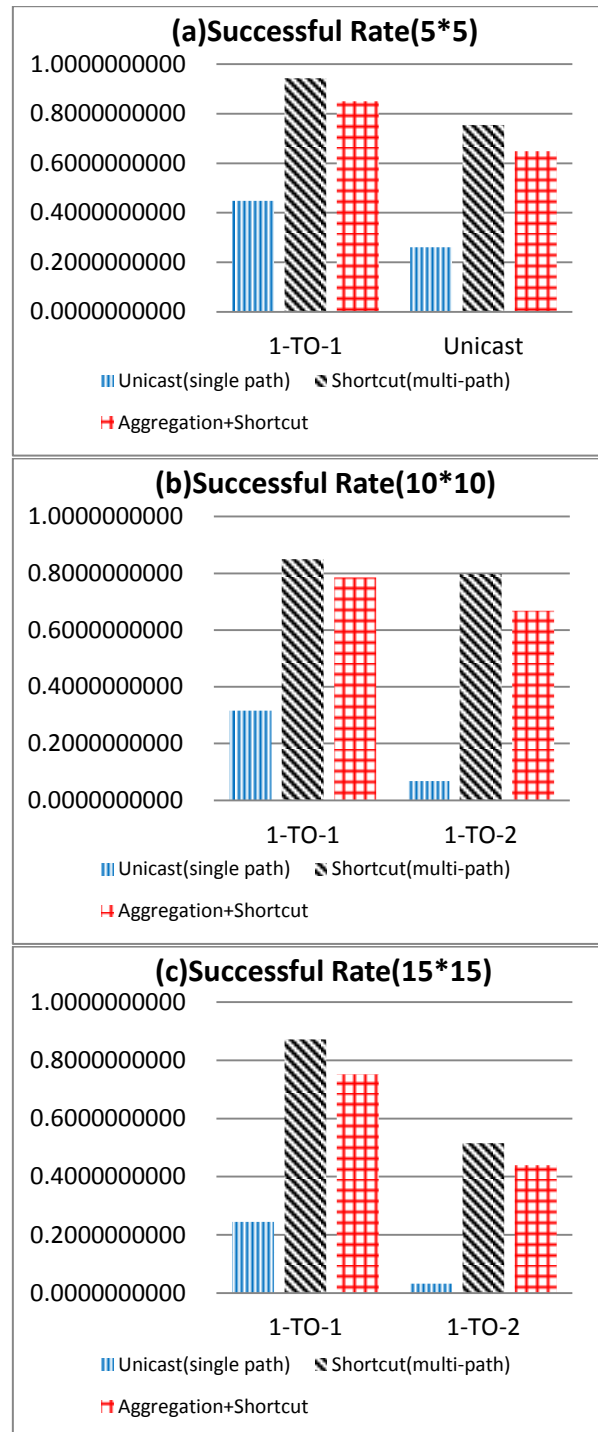 (a)Successful Rate(5*5)
1.0000000000
0.8000000000
0.6000000000
0.4000000000
0.2000000000
0.0000000000
1-TO-1 Unicast
Unicast(single path) Shortcut(multi-path)
Aggregation+Shortcut
(b)Successful Rate(10*10)
1.0000000000
0.8000000000
0.6000000000
0.4000000000
0.2000000000
0.0000000000
1-TO-1 1-TO-2
Unicast(single path) Shortcut(multi-path)
Aggregation+Shortcut
(c)Successful Rate(15*15)
1.0000000000
0.8000000000
0.6000000000
0.4000000000
0.2000000000
0.0000000000
1-TO-1 1-TO-2
Unicast(single path) Shortcut(multi-path)
Aggregation+Shortcut